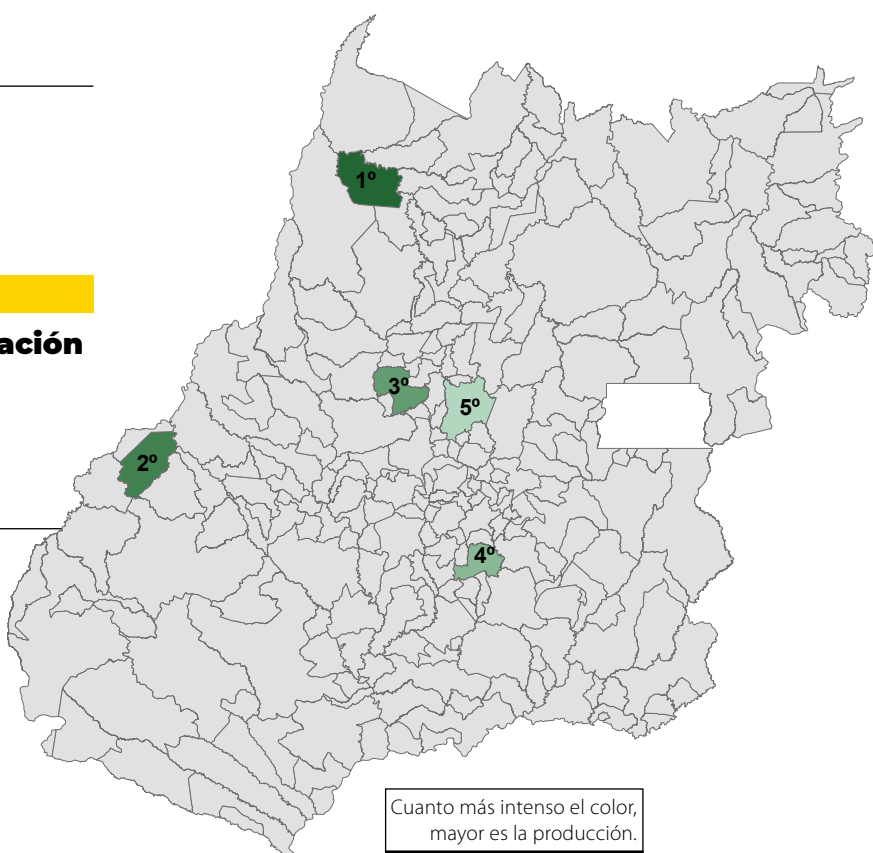 1º
ación
3º
5º
2º
4º
Cuanto más intenso el color,
mayor es la producción.